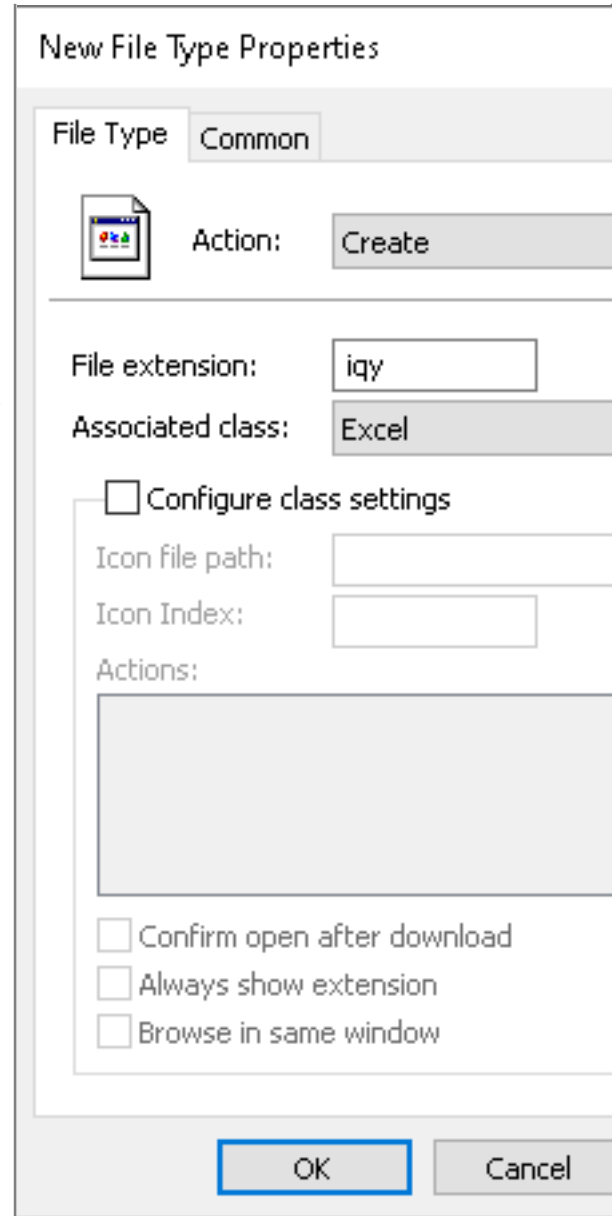 New File Type Properties
File Type Common
Action: Create
File extension: iqy
Associated class: Excel
Configure class settings
Icon file path:
Icon Index:
Actions:
Confirm open after download
Always show extension
Browse in same window
OK Cancel